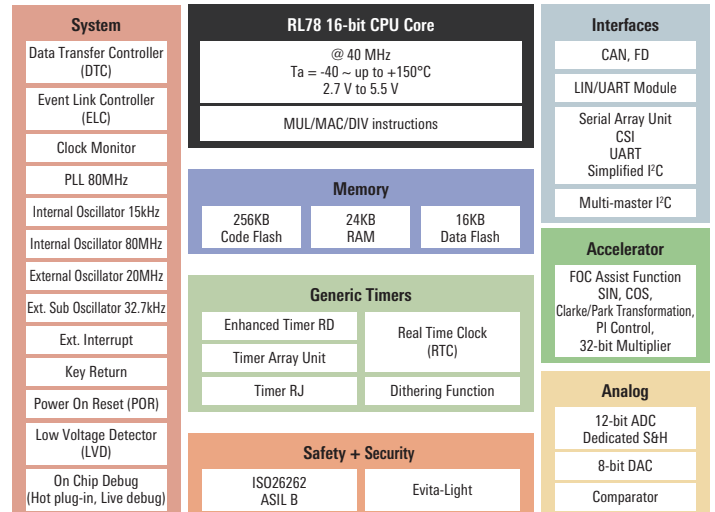 System
Data Transfer Controller
(DTC)
Event Link Controller
(ELC)
Clock Monitor
PLL 80MHz
Internal Oscillator 15kHz
Internal Oscillator 80MHz
External Oscillator 20MHz
Ext. Sub Oscillator 32.7kHz
Ext. Interrupt
Key Return
Power On Reset (POR)
Low Voltage Detector
(LVD)
On Chip Debug
(Hot plug-in, Live debug)
RL78 16-bit CPU Core
@ 40 MHz
Ta = -40 ~ up to +150°C
2.7 V to 5.5 V
MUL/MAC/DIV instructions
Memory
256KB
Code Flash
24KB
RAM
16KB
Data Flash
Generic Timers
Enhanced Timer RD
Timer Array Unit
Timer RJ
Real Time Clock
(RTC)
Dithering Function
Safety + Security
ISO26262
ASIL B
Evita-Light
Interfaces
CAN, FD
LIN/UART Module
Serial Array Unit
CSI
UART
Simplified I²C
Multi-master I²C
Accelerator
FOC Assist Function
SIN, COS,
Clarke/Park Transformation,
PI Control,
32-bit Multiplier
Analog
12-bit ADC
Dedicated S&H
8-bit DAC
Comparator